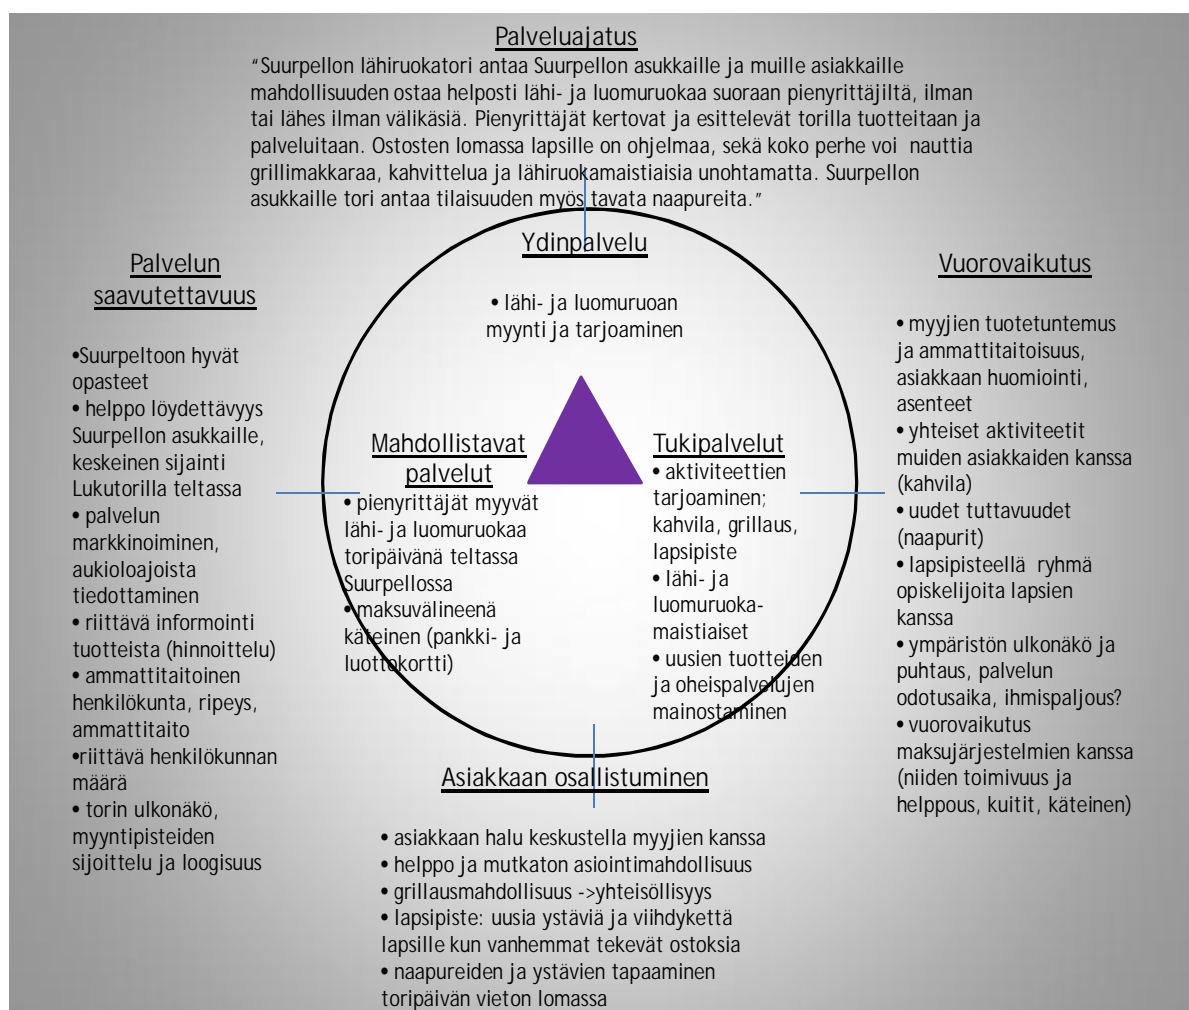 Palveluajatus
"Suurpellon lähiruokatori antaa Suurpellon asukkaille ja muille asiakkaille
mahdollisuuden ostaa helposti lähi- ja luomuruokaa suoraan pienyrittäjiltä, ilman
tai lähes ilman välikäsiä. Pienyrittäjät kertovat ja esittelevät torilla tuotteitaan ja
palveluitaan. Ostosten lomassa lapsille on ohjelmaa, sekä koko perhe voi nauttia
grillimakkaraa, kahvittelua ja lähiruokamaistiaisia unohtamatta. Suurpellon
asukkaille tori antaa tilaisuuden myös tavata naapureita."
Ydinpalvelu
• lähi- ja luomuruoan
myynti ja tarjoaminen
Palvelun
saavutettavuus
•Suurpeltoon hyvät
opasteet
• helppo löydettävyys
Suurpellon asukkaille,
keskeinen sijainti
Lukutorilla teltassa
• palvelun
markkinoiminen,
aukioloajoista
tiedottaminen
• riittävä informointi
tuotteista (hinnoittelu)
• ammattitaitoinen
henkilökunta, ripeys,
ammattitaito
•riittävä henkilökunnan
määrä
• torin ulkonäkö,
myyntipisteiden
sijoittelu ja loogisuus
Mahdollistavat
palvelut
• pienyrittäjät myyvät
lähi- ja luomuruokaa
toripäivänä teltassa
Suurpellossa
• maksuvälineenä
käteinen (pankki- ja
luottokortti)
Tukipalvelut
• aktiviteettien
tarjoaminen;
kahvila, grillaus,
lapsipiste
• lähi- ja
luomuruoka-
maistiaiset
• uusien tuotteiden
ja oheispalvelujen
mainostaminen
Vuorovaikutus
• myyjien tuotetuntemus
ja ammattitaitoisuus,
asiakkaan huomiointi,
asenteet
• yhteiset aktiviteetit
muiden asiakkaiden kanssa
(kahvila)
• uudet tuttavuudet
(naapurit)
• lapsipisteellä ryhmä
opiskelijoita lapsien
kanssa
• ympäristön ulkonäkö ja
puhtaus, palvelun
odotusaika, ihmispaljous?
• vuorovaikutus
maksujärjestelmien kanssa
(niiden toimivuus ja
helppous, kuitit, käteinen)
Asiakkaan osallistuminen
• asiakkaan halu keskustella myyjien kanssa
• helppo ja mutkaton asiointimahdollisuus
• grillausmahdollisuus ->yhteisöllisyys
• lapsipiste: uusia ystäviä ja viihdykettä
lapsille kun vanhemmat tekevät ostoksia
• naapureiden ja ystävien tapaaminen
toripäivän vieton lomassa